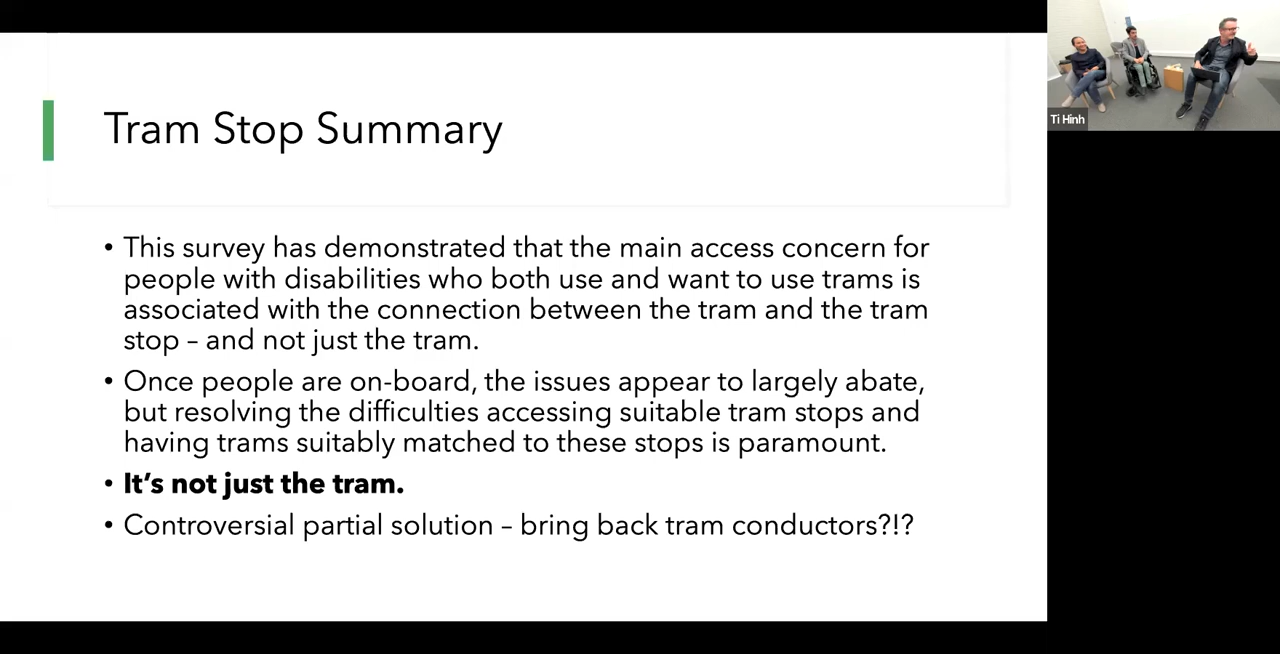 Tram Stop Summary
• This survey has demonstrated that the main access concern for
people with disabilities who both use and want to use trams is
associated with the connection between the tram and the tram
stop – and not just the tram.
• Once people are on-board, the issues appear to largely abate,
but resolving the difficulties accessing suitable tram stops and
having trams suitably matched to these stops is paramount.
• It’s not just the tram.
• Controversial partial solution – bring back tram conductors?!?
Ti Hinh